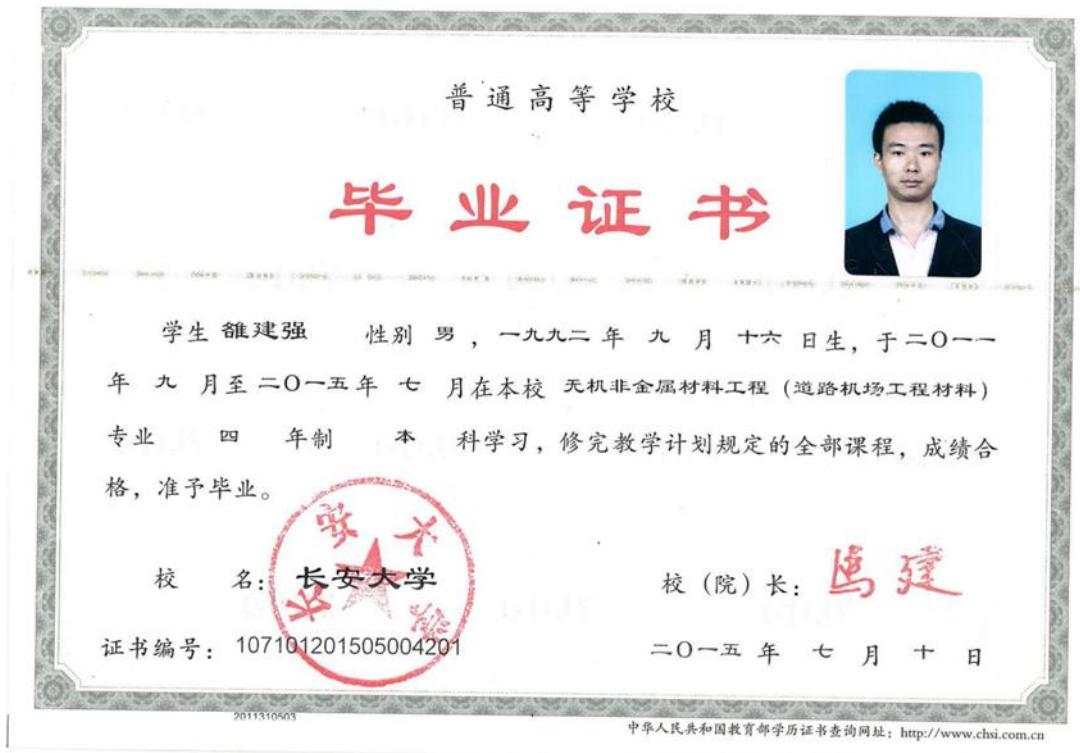 普通高等学校
毕业证书
学生 雒建强 性别 男，一九九二年 九 月 十六 日生，于二〇一一
年 九 月至二〇一五年 七 月在本校 无机非金属材料工程（道路机场工程材料）
专业 四 年制 本 科学习，修完教学计划规定的全部课程，成绩合
格，准予毕业。
长安大学
校 名：长安大学
校（院）长：马建
证书编号：107101201505004201
二〇一五年 七 月 十 日
2011310503
中华人民共和国教育部学历证书查询网址：http://www.chsi.com.cn